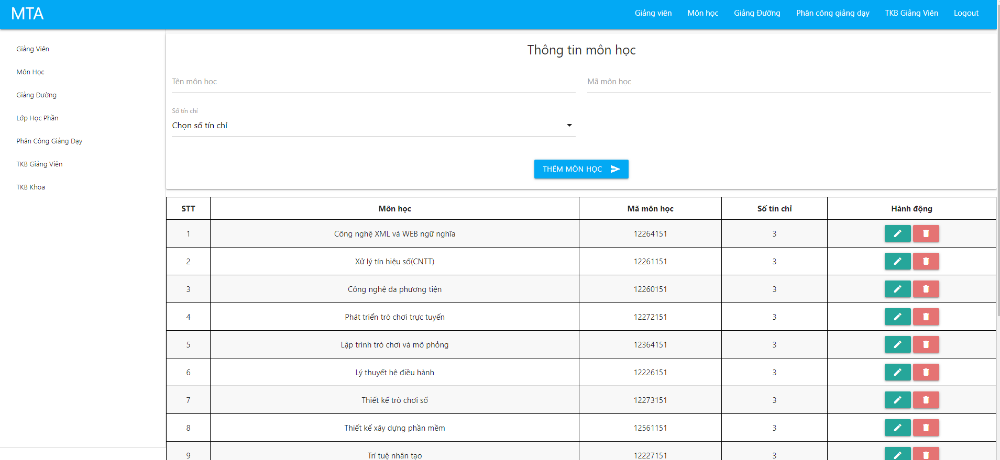 MTA
Giảng viên Môn học Giảng Đường Phân công giảng dạy TKB Giảng Viên Logout
Giảng Viên
Môn Học
Giảng Đường
Lớp Học Phần
Phân Công Giảng Dạy
TKB Giảng Viên
TKB Khoa
Thông tin môn học
Tên môn học Mã môn học
Số tín chỉ
Chọn số tín chỉ
THÊM MÔN HỌC
STT Môn học Mã môn học Số tín chỉ Hành động
1 Công nghệ XML và WEB ngữ nghĩa 12264151 3
2 Xử lý tín hiệu số(CNTT) 12261151 3
3 Công nghệ đa phương tiện 12260151 3
4 Phát triển trò chơi trực tuyến 12272151 3
5 Lập trình trò chơi và mô phỏng 12364151 3
6 Lý thuyết hệ điều hành 12226151 3
7 Thiết kế trò chơi số 12273151 3
8 Thiết kế xây dựng phần mềm 12561151 3
9 Trí tuệ nhân tạo 12227151 3